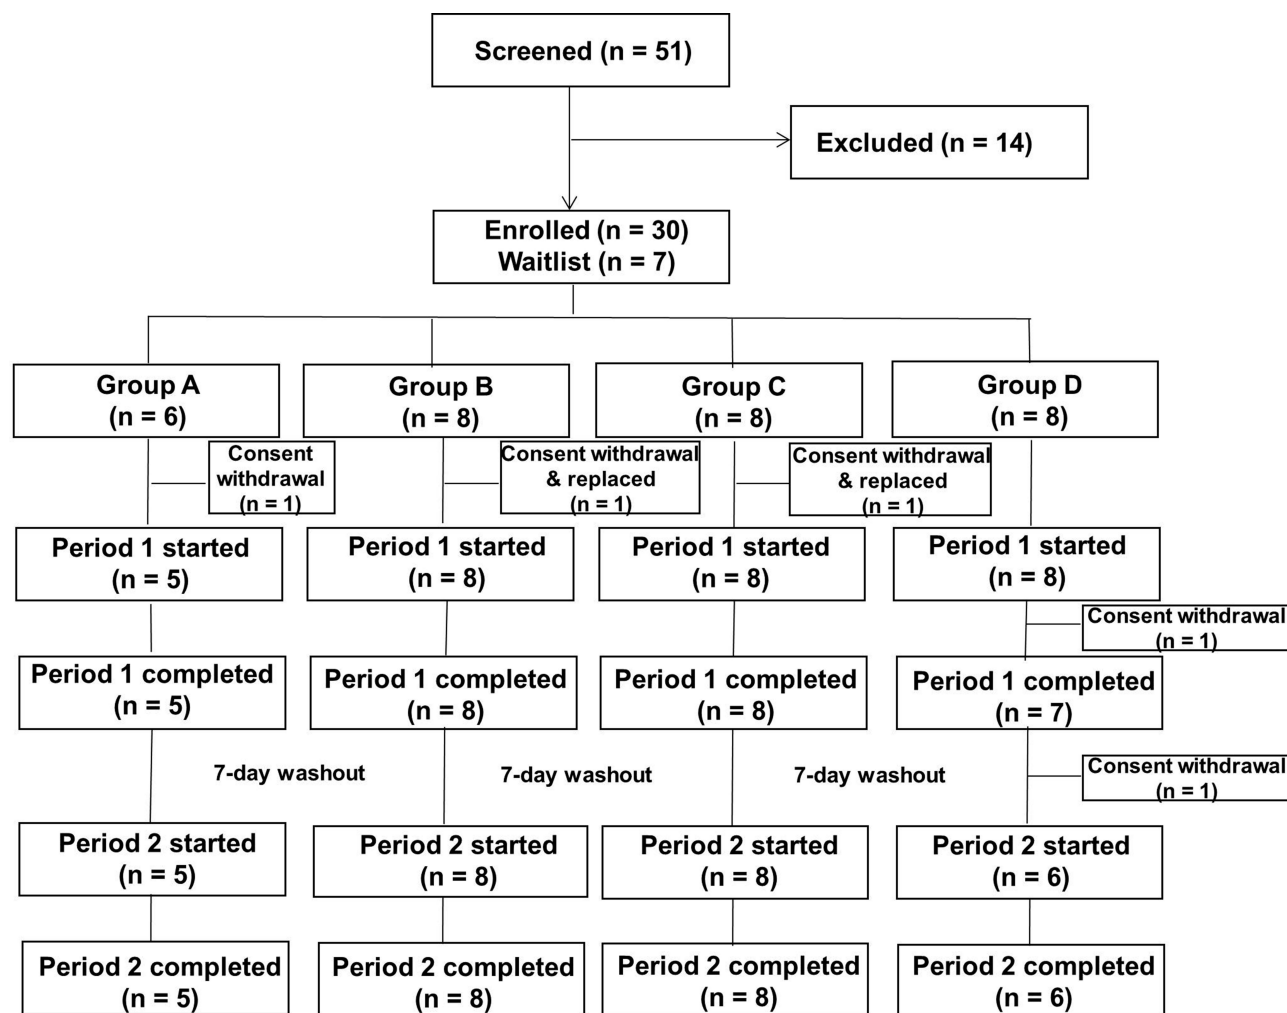 Screened (n = 51)
Excluded (n = 14)
Enrolled (n = 30)
Waitlist (n = 7)
Group A
(n = 6)
Group B
(n = 8)
Group C
(n = 8)
Group D
(n = 8)
Consent
withdrawal
(n = 1)
Consent withdrawal
& replaced
(n = 1)
Consent withdrawal
& replaced
(n = 1)
Period 1 started
(n = 5)
Period 1 started
(n = 8)
Period 1 started
(n = 8)
Period 1 started
(n = 8)
Consent withdrawal
(n = 1)
Period 1 completed
(n = 5)
Period 1 completed
(n = 8)
Period 1 completed
(n = 8)
Period 1 completed
(n = 7)
7-day washout
7-day washout
7-day washout
Consent withdrawal
(n = 1)
Period 2 started
(n = 5)
Period 2 started
(n = 8)
Period 2 started
(n = 8)
Period 2 started
(n = 6)
Period 2 completed
(n = 5)
Period 2 completed
(n = 8)
Period 2 completed
(n = 8)
Period 2 completed
(n = 6)